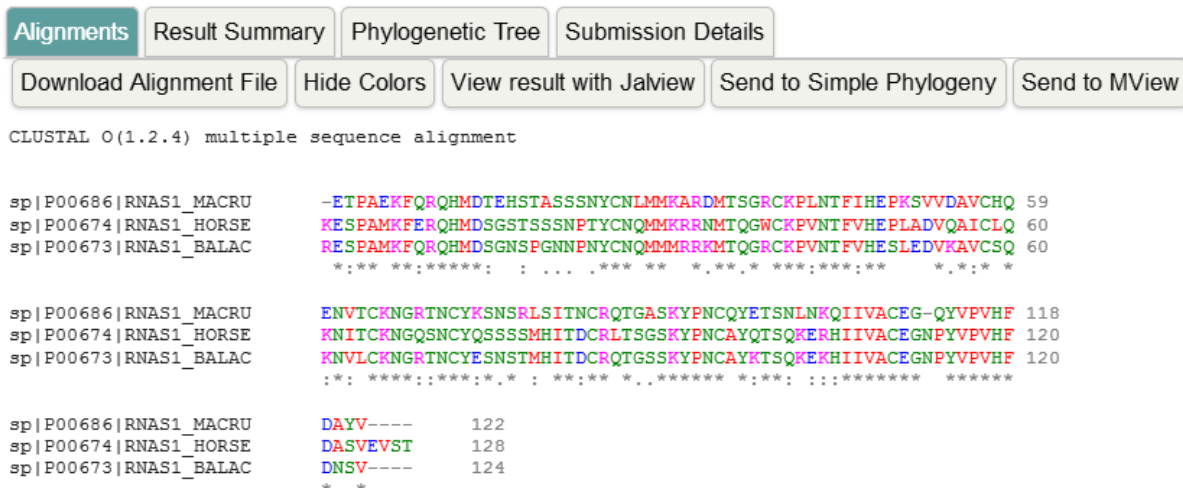 Alignments Result Summary Phylogenetic Tree Submission Details
Download Alignment File Hide Colors View result with Jalview Send to Simple Phylogeny Send to MView
CLUSTAL O(1.2.4) multiple sequence alignment
sp|P00686|RNAS1_MACRU -ETPAEKFQRQHMDTEHSTASSSNYCNLMMKARDMTSGRCKPLNTFIHEPKSVVDAVCHQ 59
sp|P00674|RNAS1_HORSE KESPAMKFERQHMDSGSTSSSNPTYCNQMMKRRNMTQGWCKPVNTFVHEPLADVQAICLQ 60
sp|P00673|RNAS1_BALAC RESPAMKFQRQHMDSGNSPGNNPNYCNQMMMRRKMTQGRCKPVNTFVHESLEDVKAVCSQ 60
 *:** **:*****:  : ... .*** **  *.**.* ***:***:**    *.*:* *
sp|P00686|RNAS1_MACRU ENVTCKNGRTNCYKSNSRLSITNCRQTGASKYPNCQYETSNLNKQIIVACEG-QYVPVHF 118
sp|P00674|RNAS1_HORSE KNITCKNGQSNCYQSSSSMHITDCRLTSGSKYPNCAYQTSQKERHIIVACEGNPYVPVHF 120
sp|P00673|RNAS1_BALAC KNVLCKNGRTNCYESNSTMHITDCRQTGSSKYPNCAYKTSQKEKHIIVACEGNPYVPVHF 120
:*: ****::***:*.* : **:** *..****** *:**: :::*******  ******
sp|P00686|RNAS1_MACRU DAYV---- 122
sp|P00674|RNAS1_HORSE DASVEVST 128
sp|P00673|RNAS1_BALAC DNSV---- 124
*  *